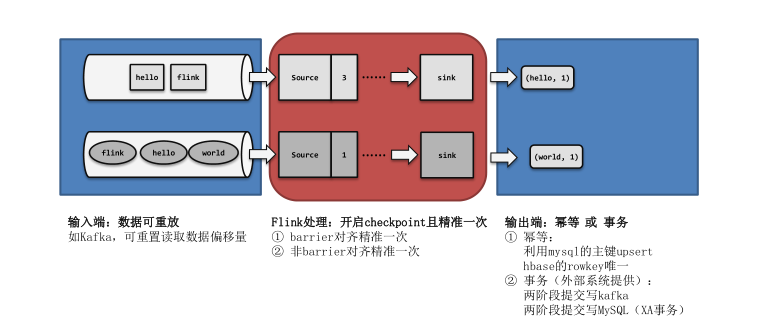 hello
flink
Source
3
······
sink
(hello, 1)
flink
hello
world
Source
1
······
sink
(world, 1)
输入端：数据可重放
如Kafka，可重置读取数据偏移量
Flink处理：开启checkpoint且精准一次
① barrier对齐精准一次
② 非barrier对齐精准一次
输出端：幂等 或 事务
① 幂等：
利用mysql的主键upsert
hbase的rowkey唯一
② 事务（外部系统提供）：
两阶段提交写kafka
两阶段提交写MySQL（XA事务）